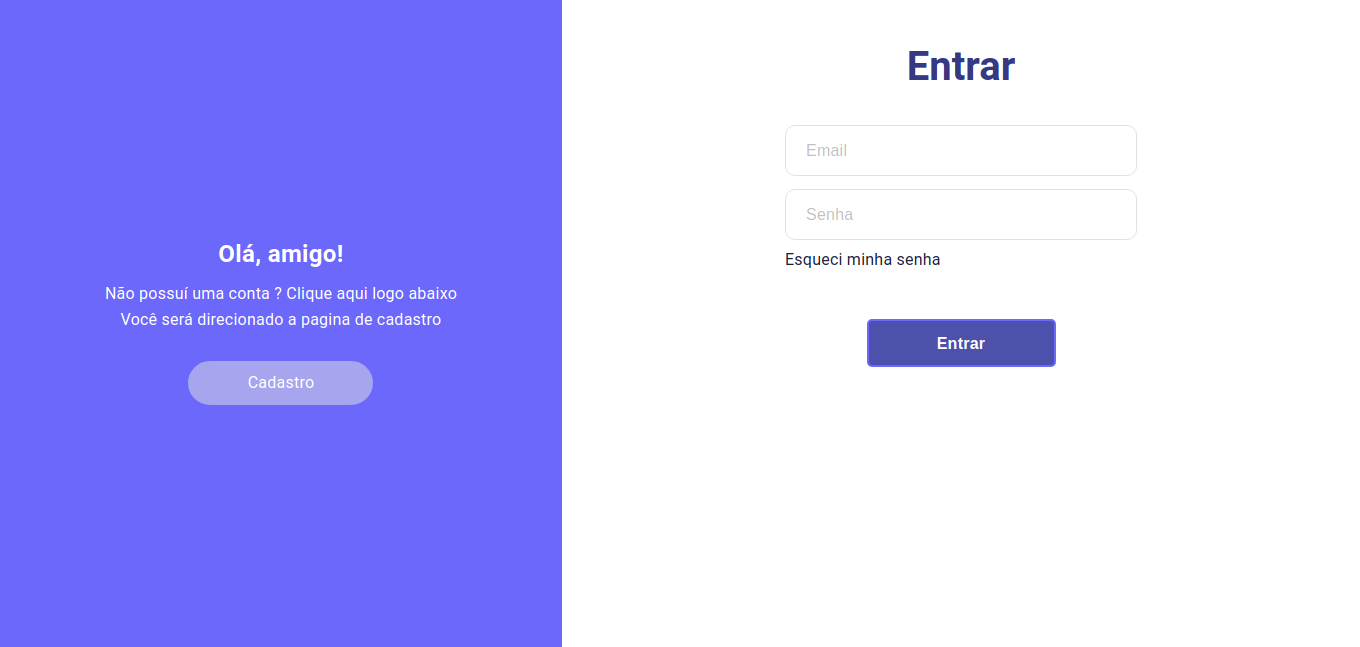 Olá, amigo!
Não possuí uma conta ? Clique aqui logo abaixo
Você será direcionado a pagina de cadastro
Cadastro
Entrar
Email
Senha
Esqueci minha senha
Entrar